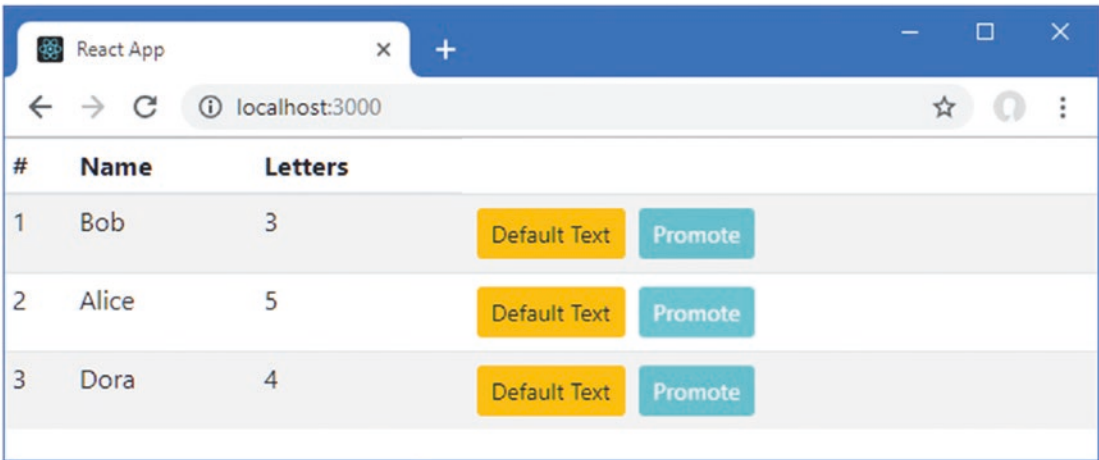 React App
localhost:3000
# Name Letters
1 Bob 3 Default Text Promote
2 Alice 5 Default Text Promote
3 Dora 4 Default Text Promote